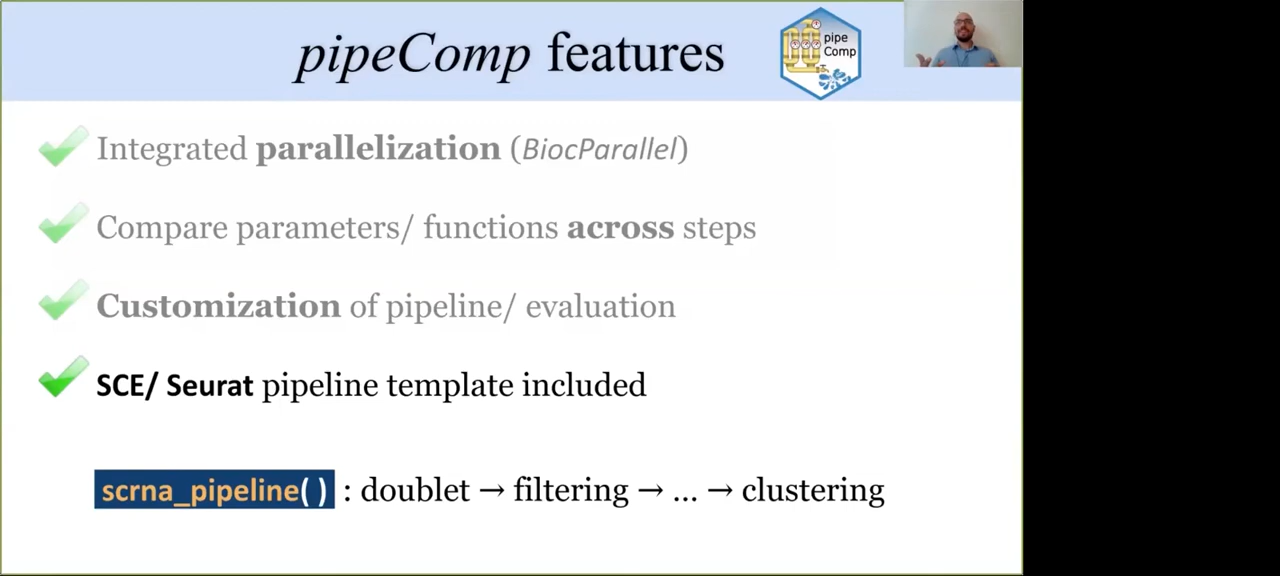 pipeComp features
pipe
Comp
Integrated parallelization (BiocParallel)
Compare parameters/ functions across steps
Customization of pipeline/ evaluation
SCE/ Seurat pipeline template included
scrna_pipeline( ) : doublet → filtering → ... → clustering